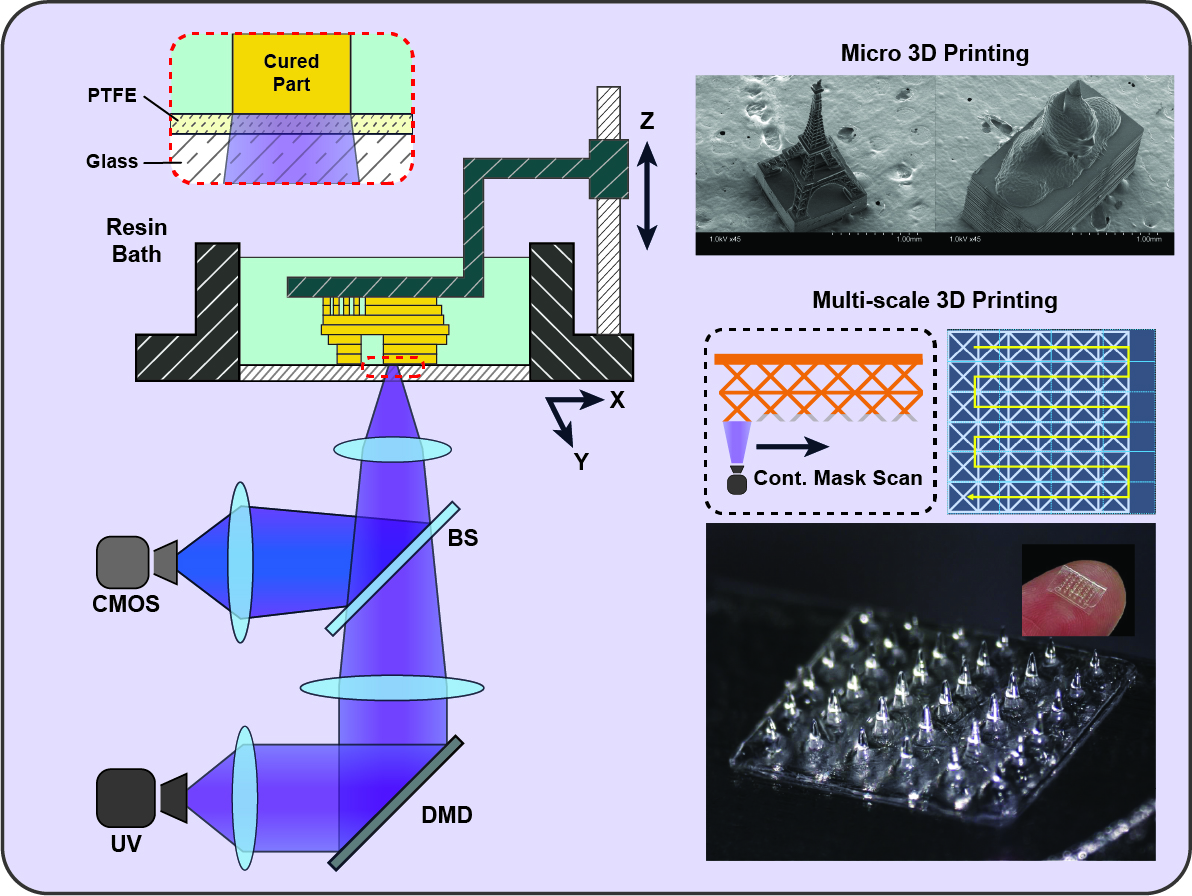 Cured
Part
PTFE
Glass
Resin
Bath
Z
X
Y
BS
CMOS
DMD
UV
Micro 3D Printing
1.0kV x45 1.00mm
1.0kV x45 1.00mm
Multi-scale 3D Printing
Cont. Mask Scan